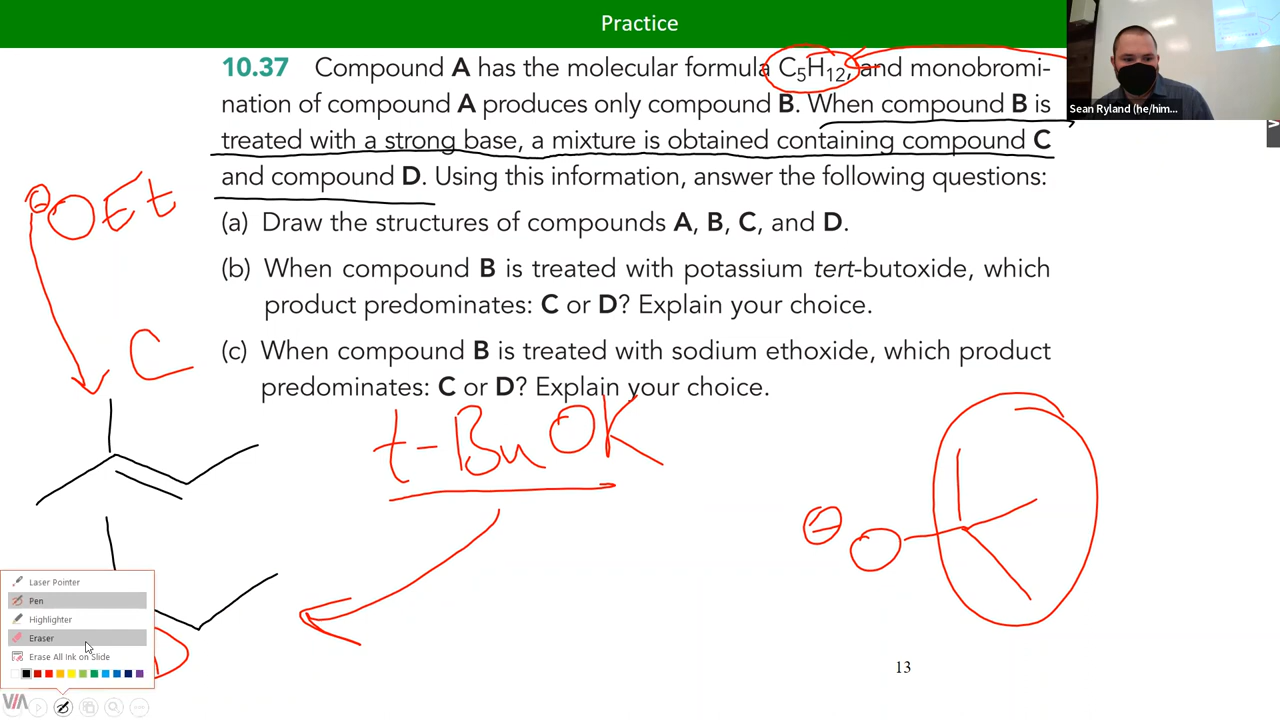 Practice
10.37 Compound A has the molecular formula C5H12, and monobromi-
nation of compound A produces only compound B. When compound B is
treated with a strong base, a mixture is obtained containing compound C
and compound D. Using this information, answer the following questions:
(a) Draw the structures of compounds A, B, C, and D.
(b) When compound B is treated with potassium tert-butoxide, which
product predominates: C or D? Explain your choice.
(c) When compound B is treated with sodium ethoxide, which product
predominates: C or D? Explain your choice.
Sean Ryland (he/him...
⊖OEt
C
t-BuOK
⊖O
D
Laser Pointer
Pen
Highlighter
Eraser
Erase All Ink on Slide
13
VIA